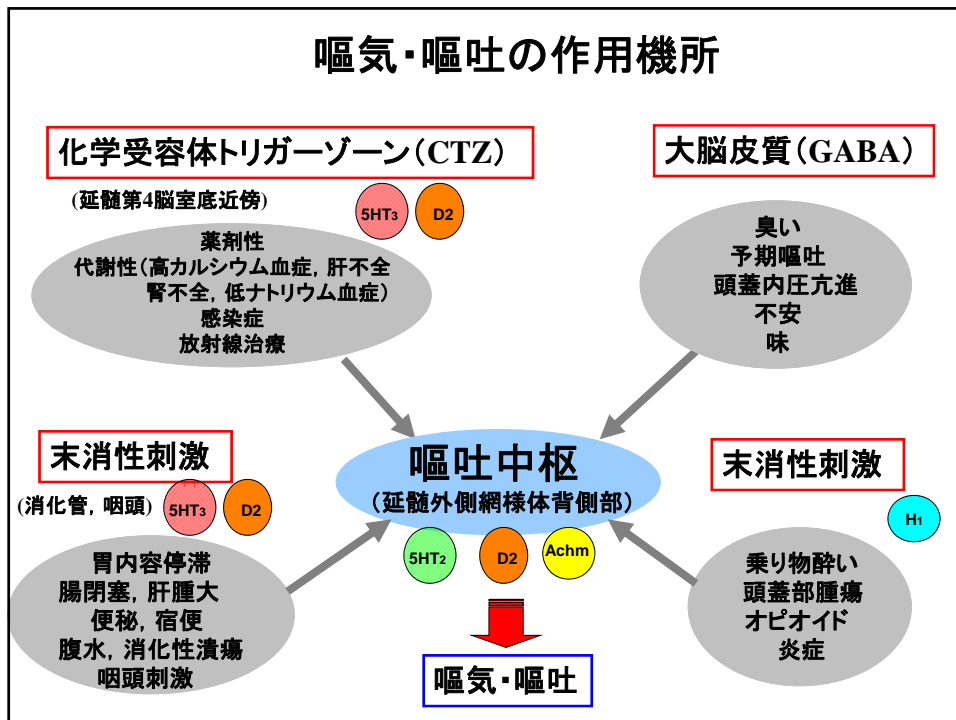 嘔気・嘔吐の作用機所
化学受容体トリガーゾーン(CTZ)
(延髄第4脳室底近傍)
5HT3
D2
薬剤性
代謝性(高カルシウム血症,肝不全
腎不全,低ナトリウム血症)
感染症
放射線治療
大脳皮質(GABA)
臭い
予期嘔吐
頭蓋内圧亢進
不安
味
末消性刺激
(消化管,咽頭)
5HT3
D2
胃内容停滞
腸閉塞,肝腫大
便秘,宿便
腹水,消化性潰瘍
咽頭刺激
嘔吐中枢
(延髄外側網様体背側部)
5HT2
D2
Achm
末消性刺激
H1
乗り物酔い
頭蓋部腫瘍
オピオイド
炎症
嘔気・嘔吐